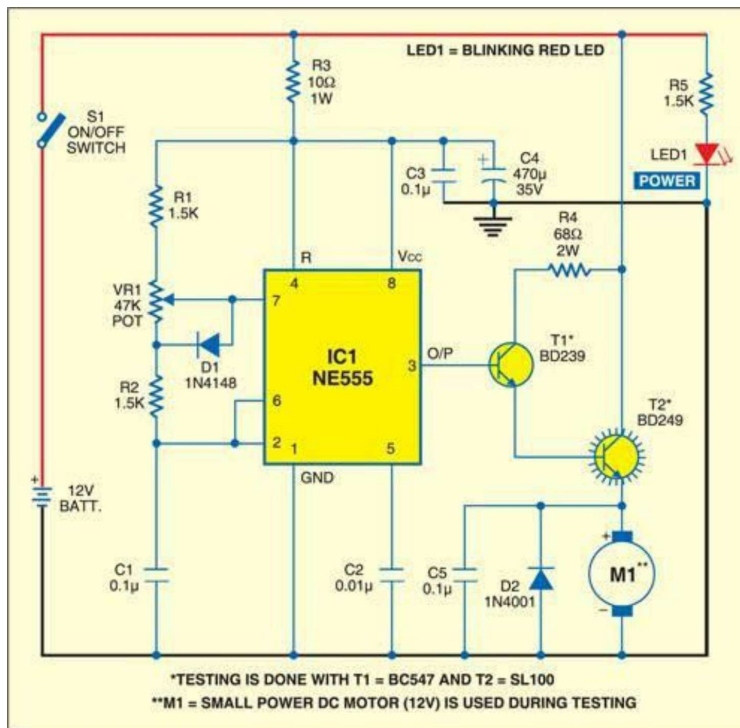 LED1 = BLINKING RED LED
R3
10Ω
1W
R5
1.5K
S1
ON/OFF
SWITCH
C3
0.1µ
+
C4
470µ
35V
LED1
POWER
R1
1.5K
R4
68Ω
2W
R
VCC
4
8
VR1
47K
POT
7
T1*
BD239
D1
1N4148
IC1
NE555
O/P
3
R2
1.5K
T2*
BD249
6
2
1
5
GND
+
12V
BATT.
C1
0.1µ
C2
0.01µ
C5
0.1µ
D2
1N4001
+
M1**
–
*TESTING IS DONE WITH T1 = BC547 AND T2 = SL100
**M1 = SMALL POWER DC MOTOR (12V) IS USED DURING TESTING